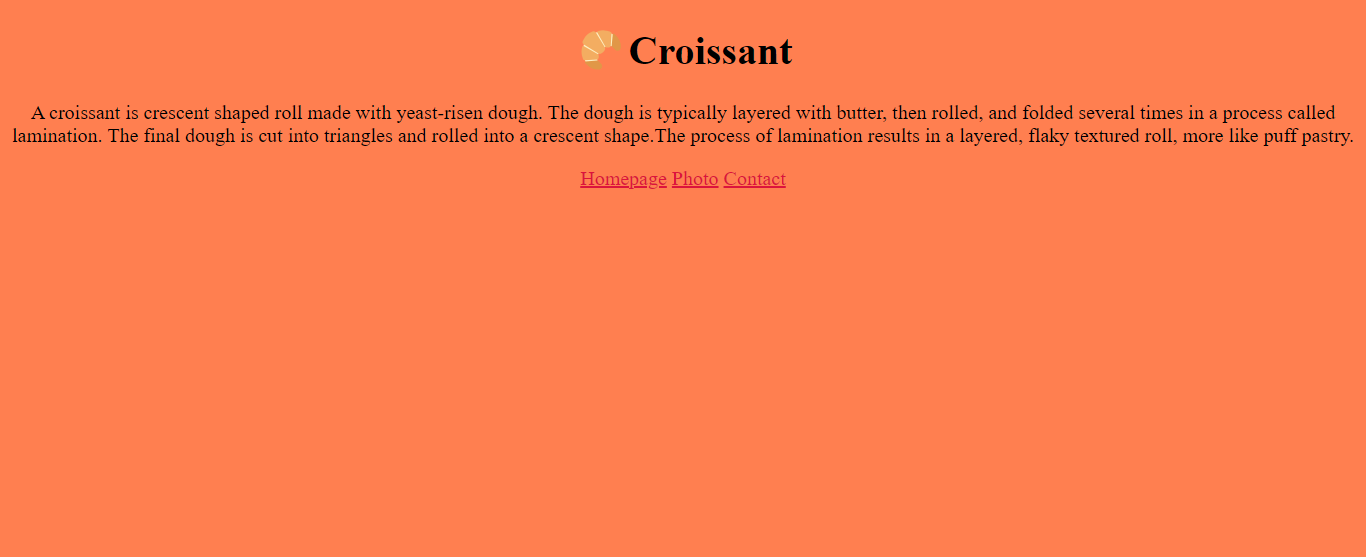 🥐 Croissant
A croissant is crescent shaped roll made with yeast-risen dough. The dough is typically layered with butter, then rolled, and folded several times in a process called
lamination. The final dough is cut into triangles and rolled into a crescent shape.The process of lamination results in a layered, flaky textured roll, more like puff pastry.
Homepage Photo Contact